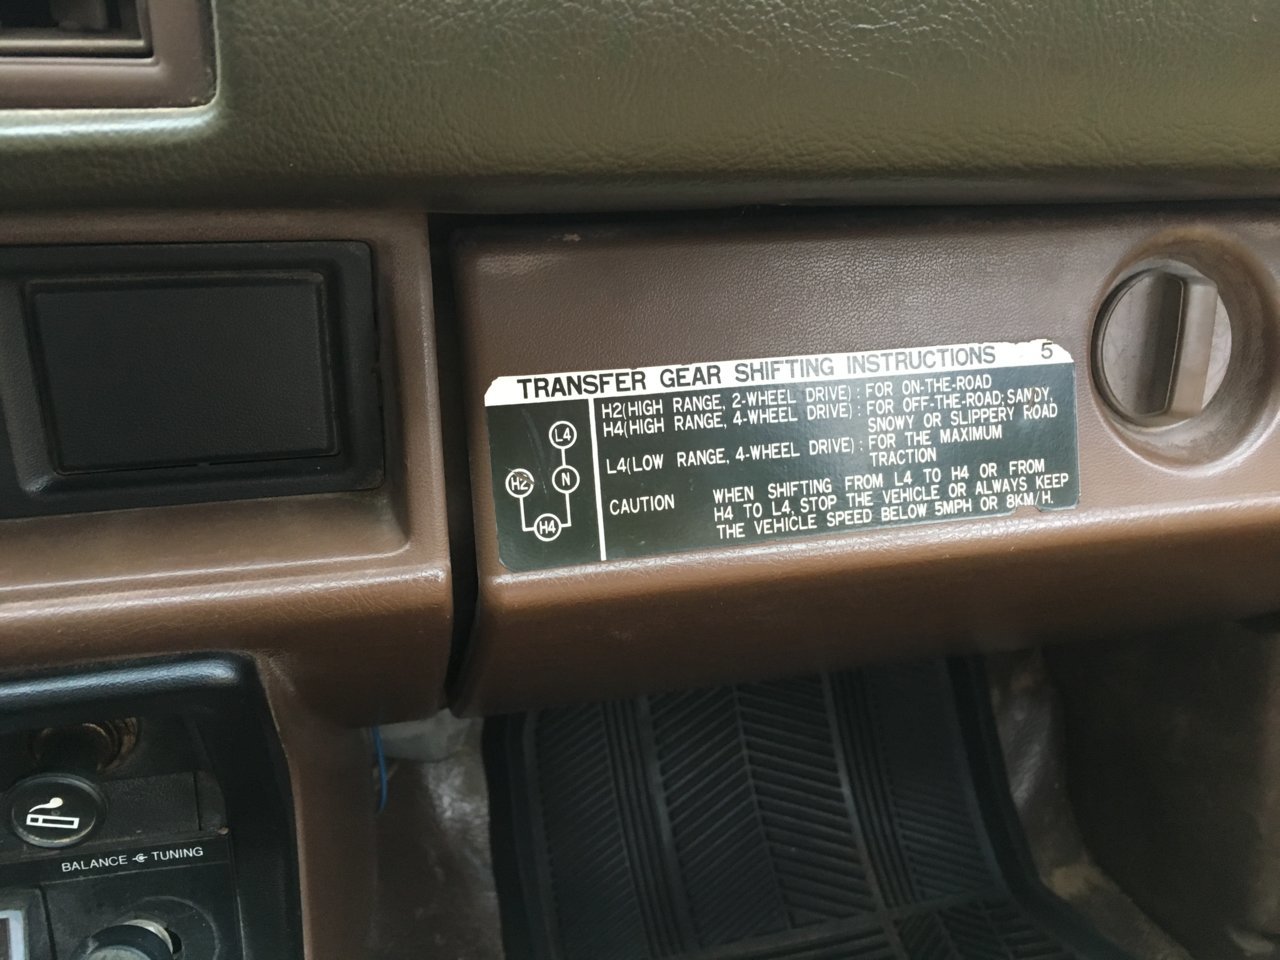 TRANSFER GEAR SHIFTING INSTRUCTIONS 5
H2(HIGH RANGE, 2-WHEEL DRIVE) : FOR ON-THE-ROAD
H4(HIGH RANGE, 4-WHEEL DRIVE) : FOR OFF-THE-ROAD; SANDY,
SNOWY OR SLIPPERY ROAD
L4(LOW RANGE, 4-WHEEL DRIVE) : FOR THE MAXIMUM
TRACTION
CAUTION WHEN SHIFTING FROM L4 TO H4 OR FROM
H4 TO L4, STOP THE VEHICLE OR ALWAYS KEEP
THE VEHICLE SPEED BELOW 5MPH OR 8KM/H.
L4
H2 N
H4
BALANCE TUNING